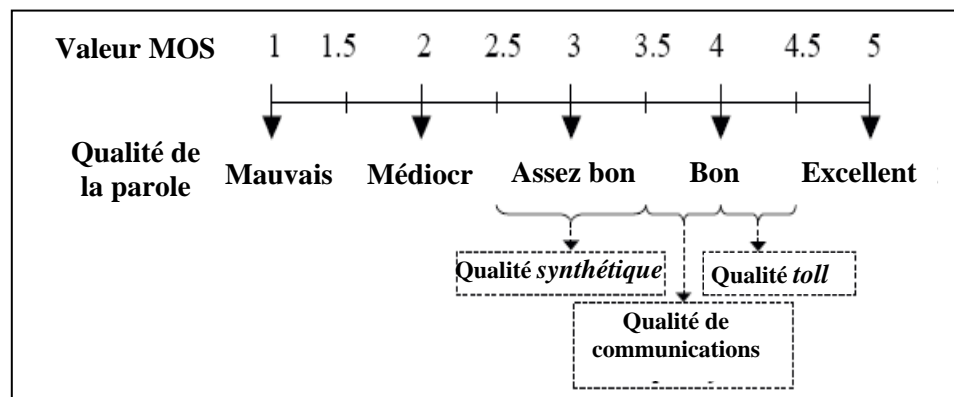 Valeur MOS 1 1.5 2 2.5 3 3.5 4 4.5 5
Qualité de
la parole
Mauvais Médiocr Assez bon Bon Excellent
Qualité synthétique
Qualité toll
Qualité de
communications